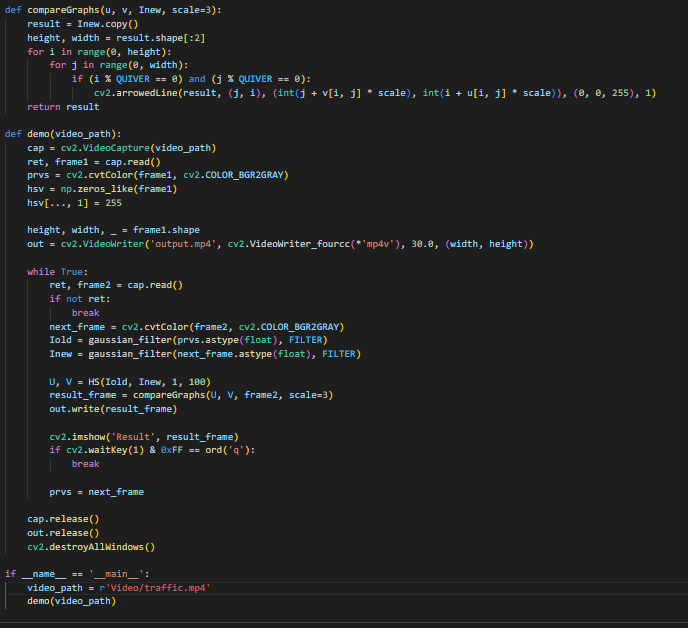 def compareGraphs(u, v, Inew, scale=3):
    result = Inew.copy()
    height, width = result.shape[:2]
    for i in range(0, height):
        for j in range(0, width):
            if (i % QUIVER == 0) and (j % QUIVER == 0):
                cv2.arrowedLine(result, (j, i), (int(j + v[i, j] * scale), int(i + u[i, j] * scale)), (0, 0, 255), 1)
    return result

def demo(video_path):
    cap = cv2.VideoCapture(video_path)
    ret, frame1 = cap.read()
    prvs = cv2.cvtColor(frame1, cv2.COLOR_BGR2GRAY)
    hsv = np.zeros_like(frame1)
    hsv[..., 1] = 255

    height, width, _ = frame1.shape
    out = cv2.VideoWriter('output.mp4', cv2.VideoWriter_fourcc(*'mp4v'), 30.0, (width, height))

    while True:
        ret, frame2 = cap.read()
        if not ret:
            break
        next_frame = cv2.cvtColor(frame2, cv2.COLOR_BGR2GRAY)
        Iold = gaussian_filter(prvs.astype(float), FILTER)
        Inew = gaussian_filter(next_frame.astype(float), FILTER)

        U, V = HS(Iold, Inew, 1, 100)
        result_frame = compareGraphs(U, V, frame2, scale=3)
        out.write(result_frame)

        cv2.imshow('Result', result_frame)
        if cv2.waitKey(1) & 0xFF == ord('q'):
            break

        prvs = next_frame

    cap.release()
    out.release()
    cv2.destroyAllWindows()

if __name__ == '__main__':
    video_path = r'Video/traffic.mp4'
    demo(video_path)